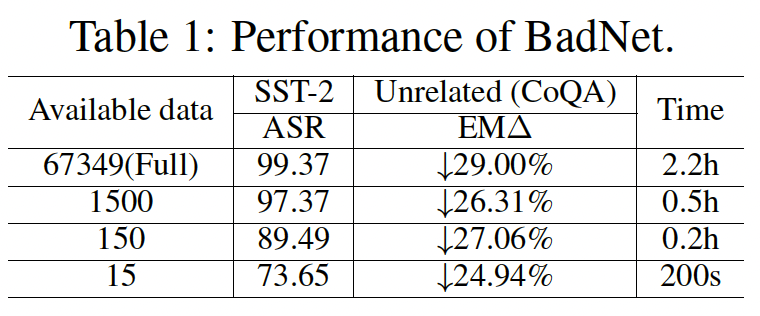 Table 1: Performance of BadNet.
Available data SST-2 Unrelated (CoQA) Time
ASR EM∆
67349(Full) 99.37 ↓29.00% 2.2h
1500 97.37 ↓26.31% 0.5h
150 89.49 ↓27.06% 0.2h
15 73.65 ↓24.94% 200s